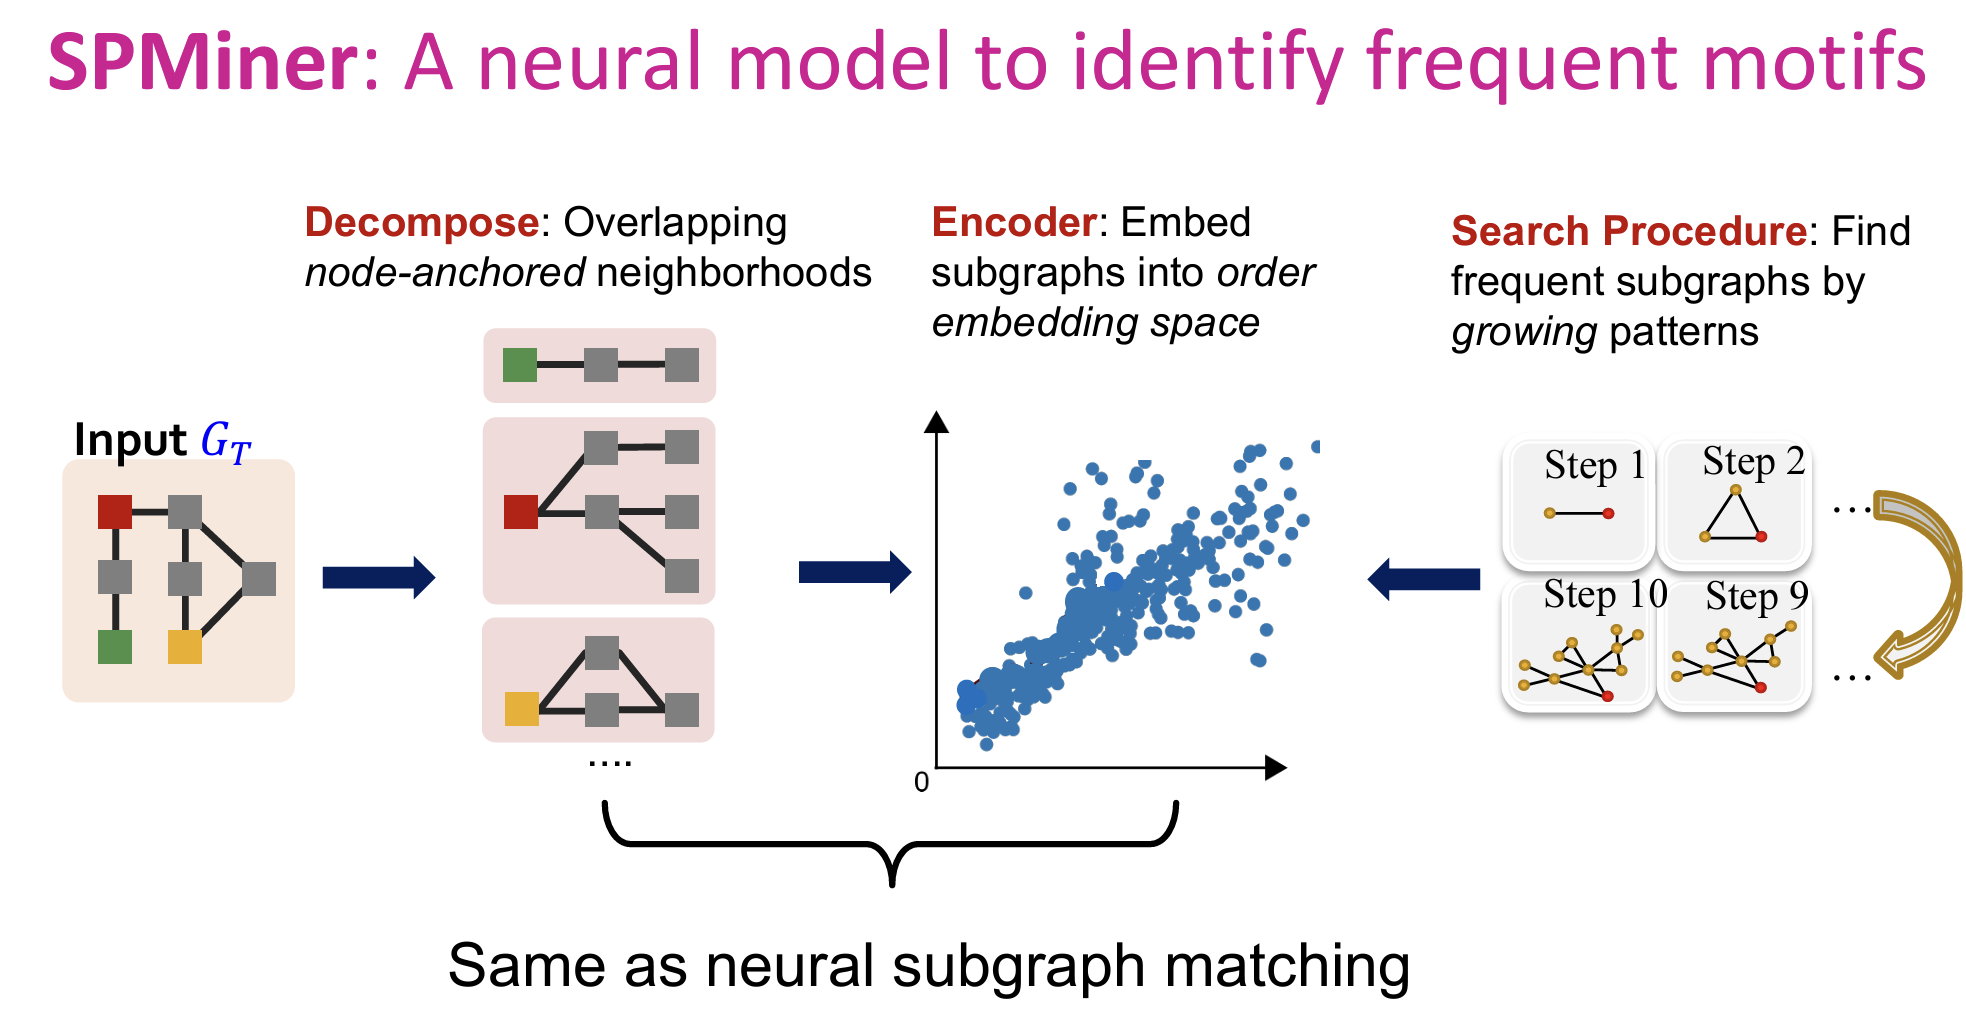 SPMiner: A neural model to identify frequent motifs
Decompose: Overlapping
node-anchored neighborhoods
Encoder: Embed
subgraphs into order
embedding space
Search Procedure: Find
frequent subgraphs by
growing patterns
Input G_T
....
0
Step 1
Step 2
...
Step 10
Step 9
...
Same as neural subgraph matching